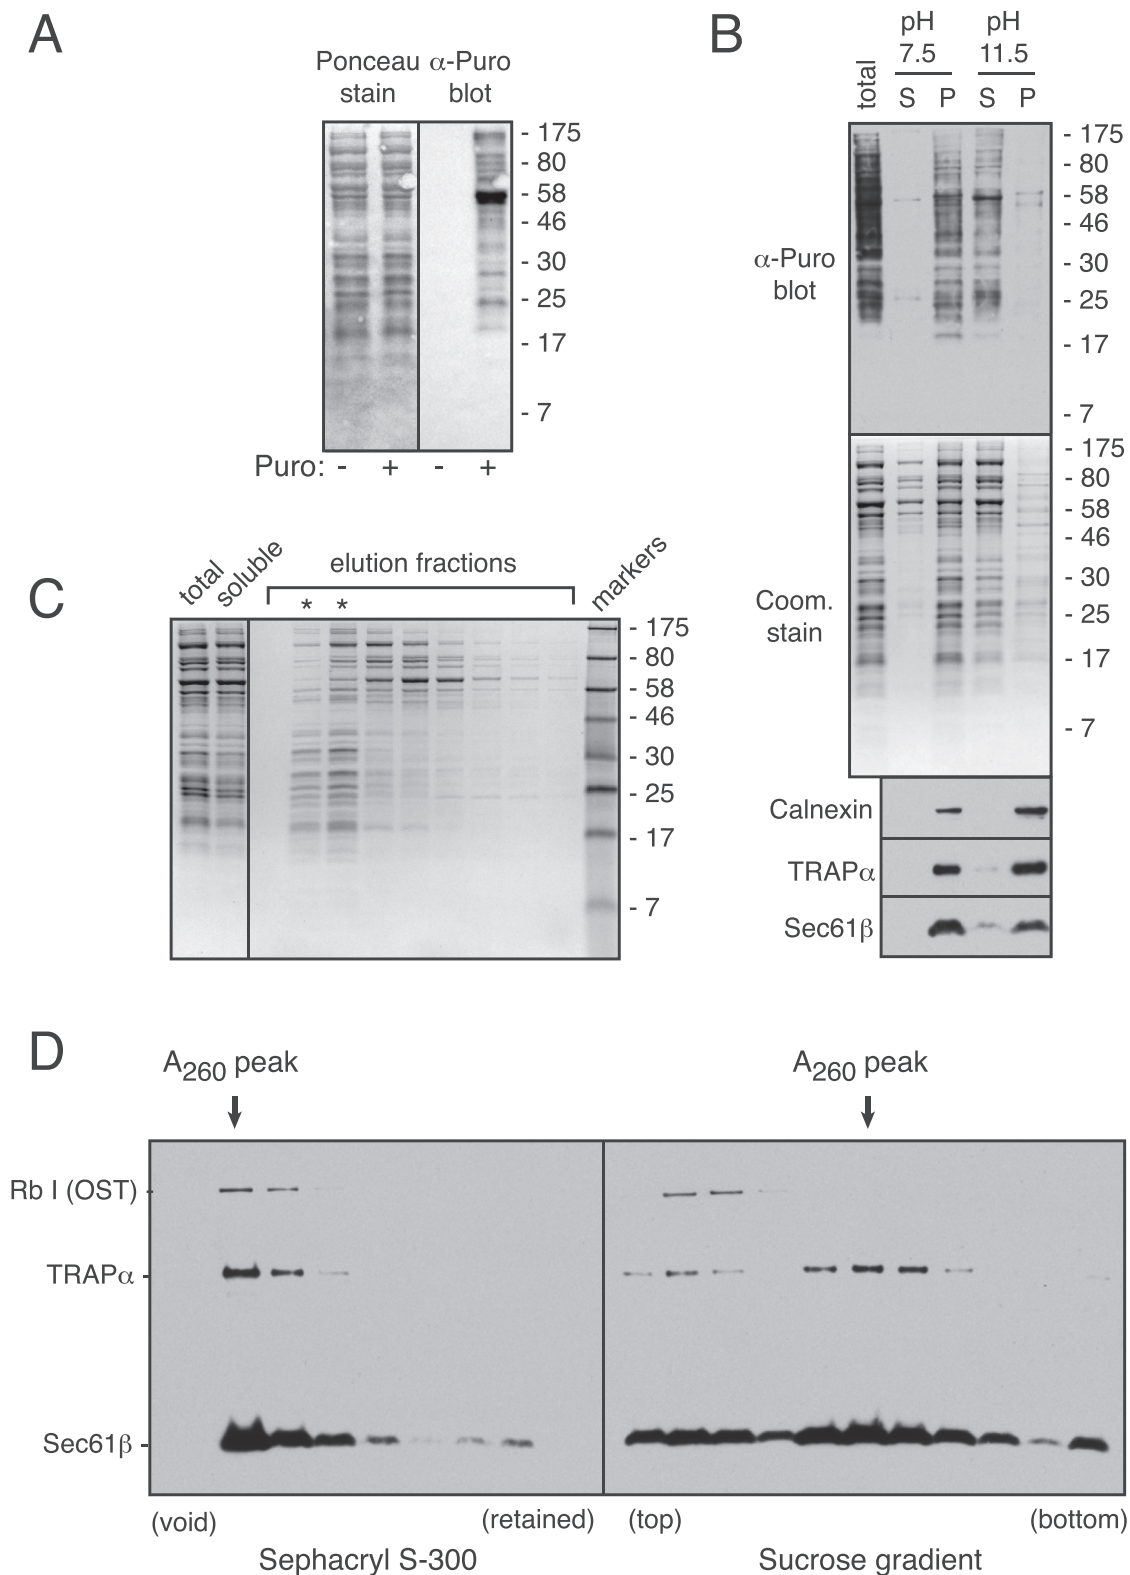 A
Ponceau α-Puro
stain blot
- 175
- 80
- 58
- 46
- 30
- 25
- 17
- 7
Puro: - + - +
B
total
pH pH
7.5 11.5
S P S P
α-Puro
blot
- 175
- 80
- 58
- 46
- 30
- 25
- 17
- 7
Coom.
stain
- 175
- 80
- 58
- 46
- 30
- 25
- 17
- 7
Calnexin
TRAPα
Sec61β
C
total
soluble
elution fractions
* *
markers
- 175
- 80
- 58
- 46
- 30
- 25
- 17
- 7
D
A260 peak A260 peak
Rb I (OST)
TRAPα
Sec61β
(void) (retained) (top) (bottom)
Sephacryl S-300 Sucrose gradient